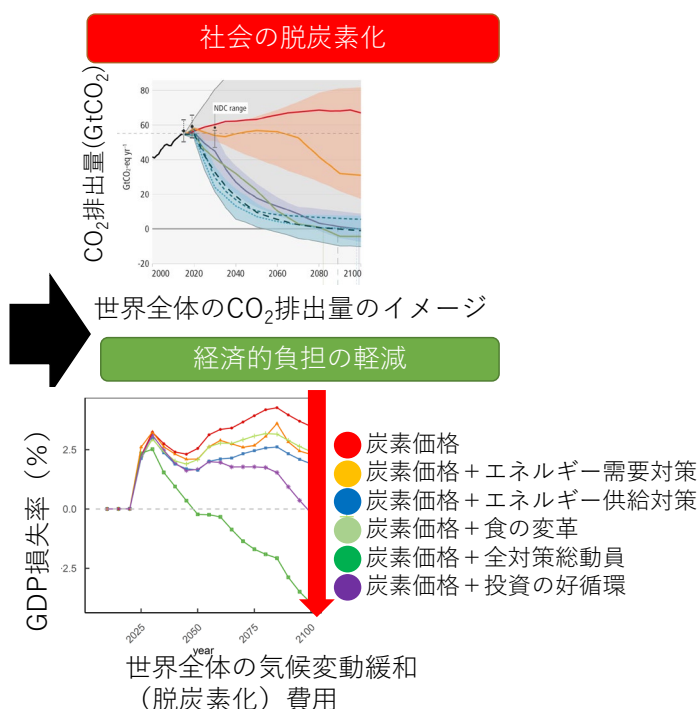 社会の脱炭素化
CO₂排出量(GtCO₂)
GtCO₂-eq yr⁻¹
80
60
40
20
0
-20
NDC range
2000 2020 2040 2060 2080 2100
世界全体のCO₂排出量のイメージ
経済的負担の軽減
GDP損失率（%）
2.5
0.0
-2.5
2025 2050 2075 2100
year
炭素価格
炭素価格＋エネルギー需要対策
炭素価格＋エネルギー供給対策
炭素価格＋食の変革
炭素価格＋全対策総動員
炭素価格＋投資の好循環
世界全体の気候変動緩和
（脱炭素化）費用